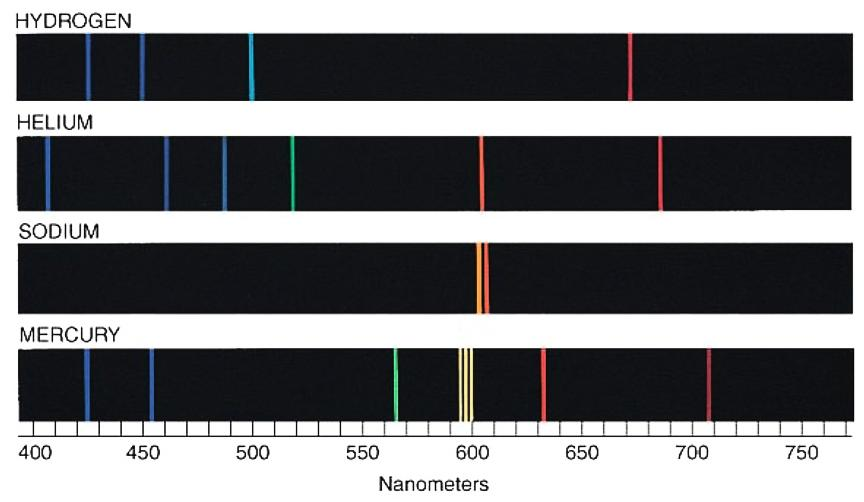 HYDROGEN
HELIUM
SODIUM
MERCURY
400 450 500 550 600 650 700 750
Nanometers